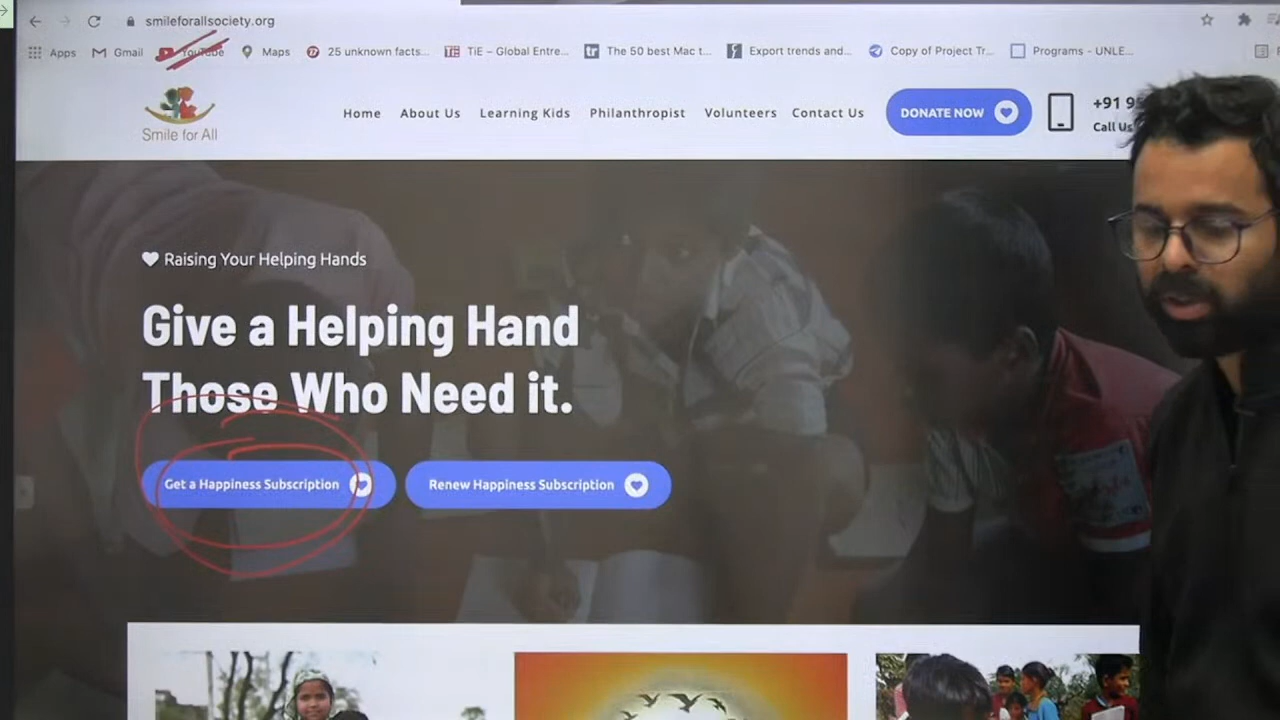 smileforallsociety.org
Apps
Gmail
YouTube
Maps
25 unknown facts...
TiE – Global Entre...
The 50 best Mac t...
Export trends and...
Copy of Project Tr...
Programs - UNLE...
Smile for All
Home
About Us
Learning Kids
Philanthropist
Volunteers
Contact Us
DONATE NOW
+91 95
Call Us
Raising Your Helping Hands
Give a Helping Hand
Those Who Need it.
Get a Happiness Subscription
Renew Happiness Subscription